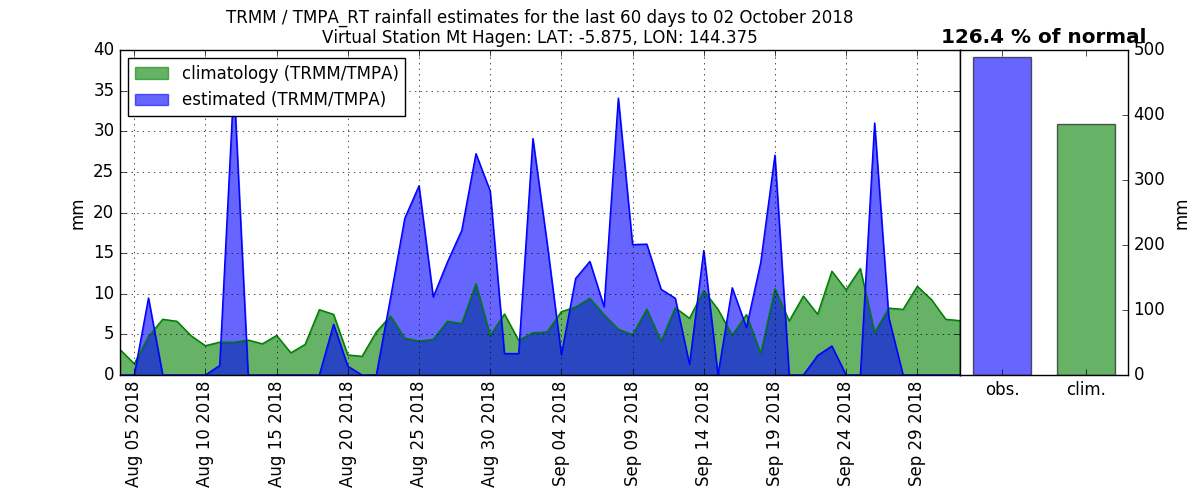 TRMM / TMPA_RT rainfall estimates for the last 60 days to 02 October 2018
Virtual Station Mt Hagen: LAT: -5.875, LON: 144.375
126.4 % of normal
climatology (TRMM/TMPA)
estimated (TRMM/TMPA)
mm
40
35
30
25
20
15
10
5
0
Aug 05 2018
Aug 10 2018
Aug 15 2018
Aug 20 2018
Aug 25 2018
Aug 30 2018
Sep 04 2018
Sep 09 2018
Sep 14 2018
Sep 19 2018
Sep 24 2018
Sep 29 2018
500
400
300
200
100
0
mm
obs.
clim.